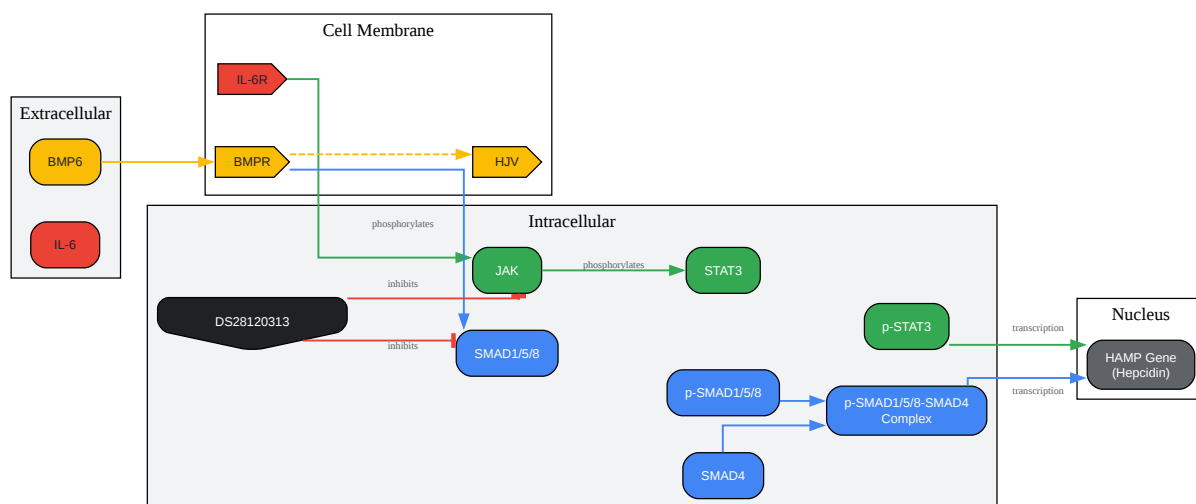 Cell Membrane
IL-6R
Extracellular
BMP6
BMPR
HJV
IL-6
Intracellular
phosphorylates
JAK
phosphorylates
STAT3
inhibits
DS28120313
inhibits
SMAD1/5/8
p-STAT3
transcription
Nucleus
HAMP Gene
(Hepcidin)
transcription
p-SMAD1/5/8
p-SMAD1/5/8-SMAD4
Complex
SMAD4